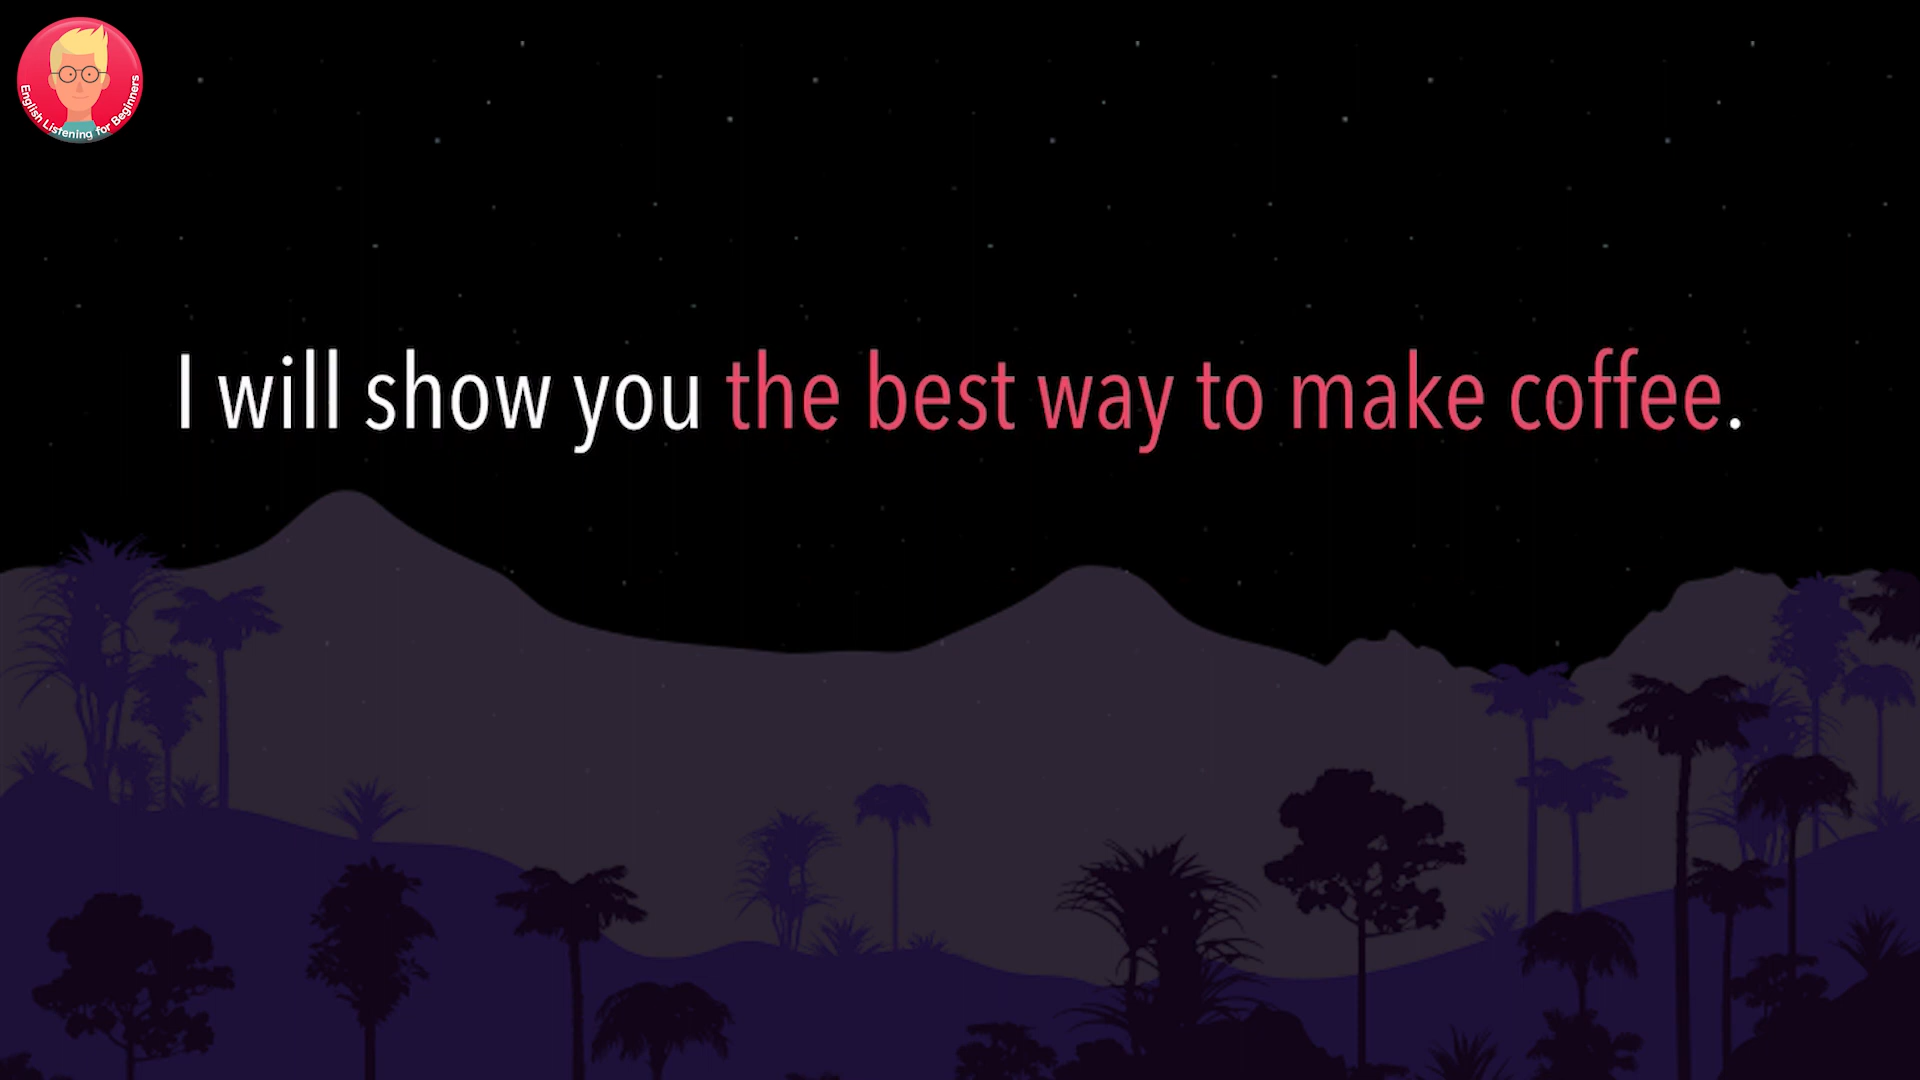 English Listening for Beginners
I will show you the best way to make coffee.